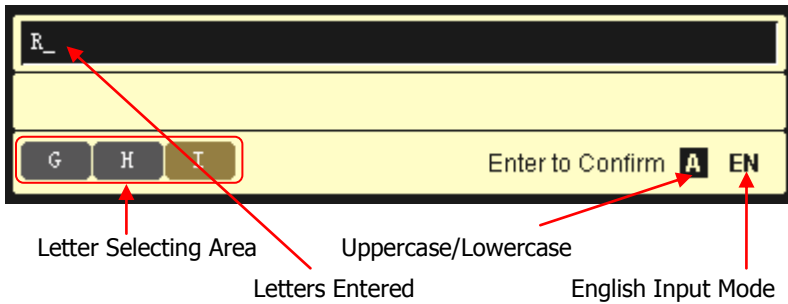 R_
G H I Enter to Confirm A EN
Letter Selecting Area Uppercase/Lowercase
Letters Entered English Input Mode